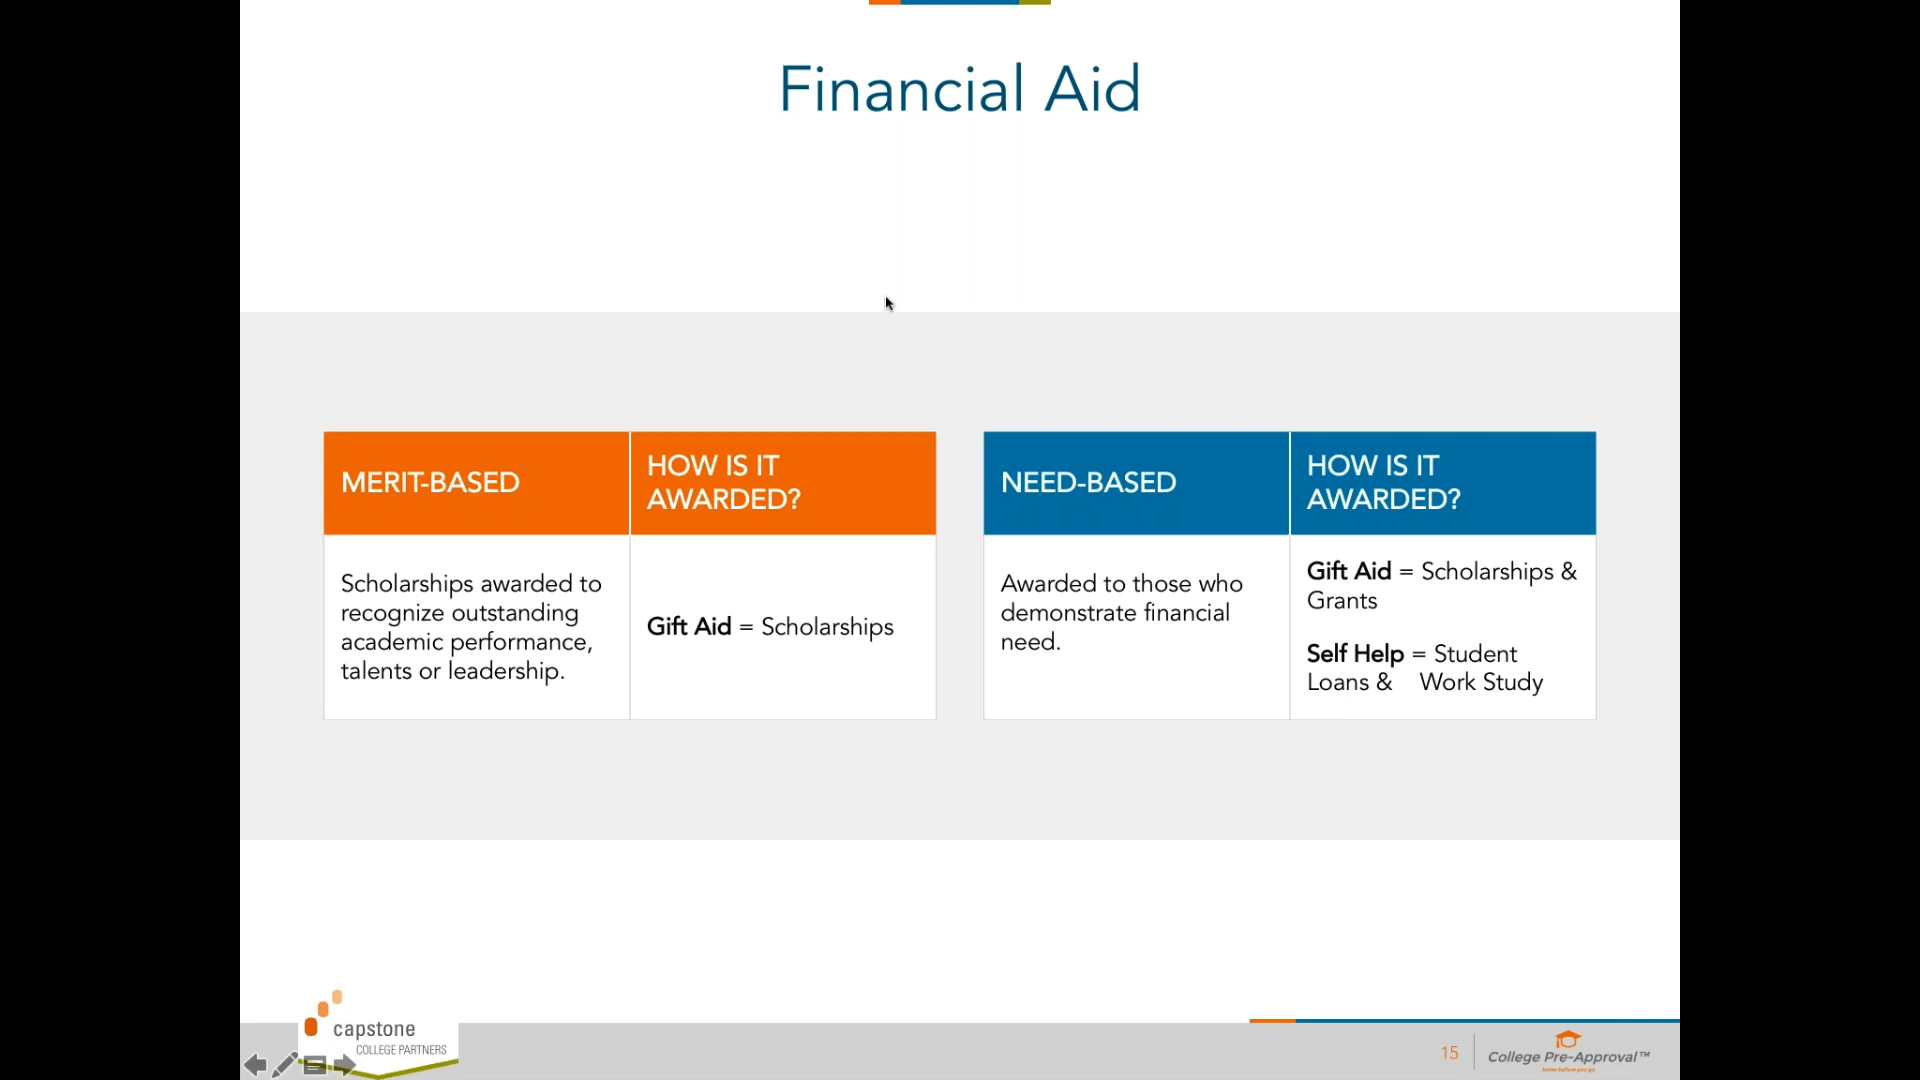 Financial Aid
MERIT-BASED
HOW IS IT
AWARDED?
Scholarships awarded to
recognize outstanding
academic performance,
talents or leadership.
Gift Aid = Scholarships
NEED-BASED
HOW IS IT
AWARDED?
Awarded to those who
demonstrate financial
need.
Gift Aid = Scholarships &
Grants
Self Help = Student
Loans & Work Study
capstone
COLLEGE PARTNERS
15
College Pre-Approval™